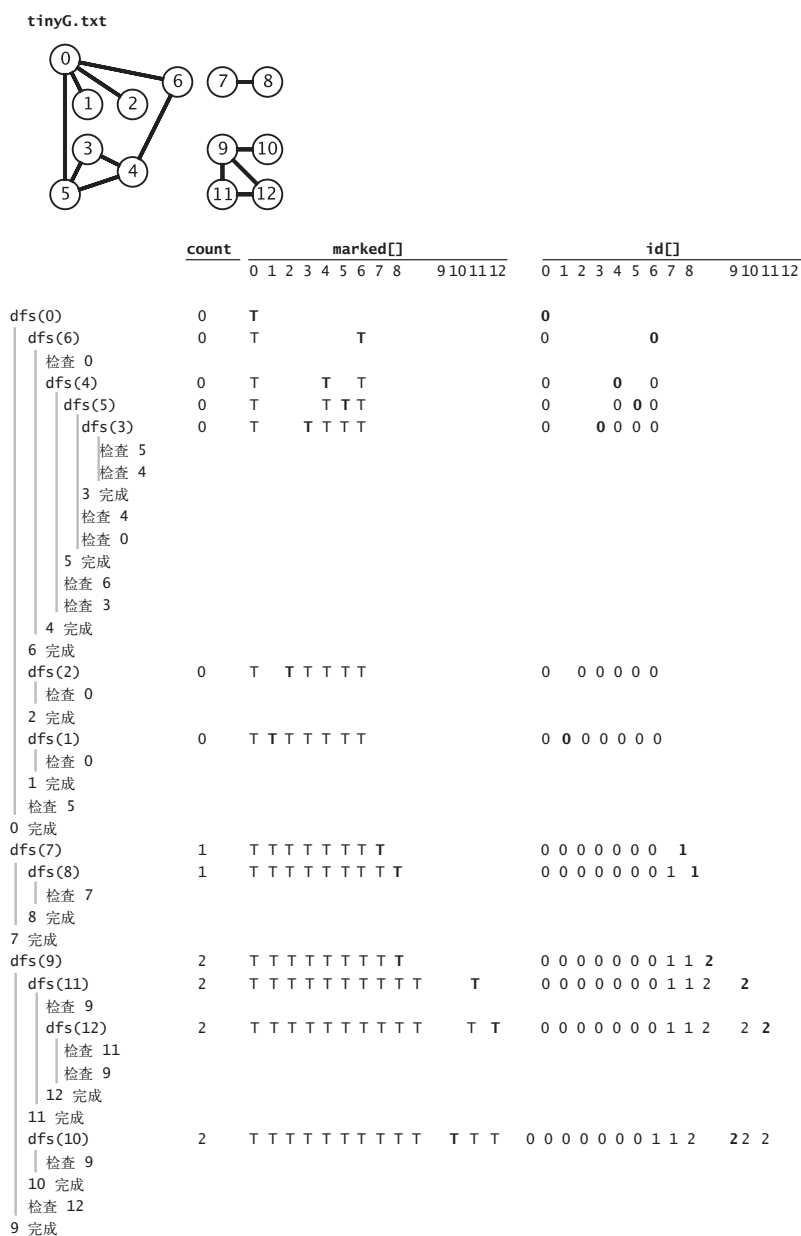 tinyG.txt
0
6
7 8
1 2
3
9 10
4
5
11 12
count marked[] id[]
0 1 2 3 4 5 6 7 8 9 10 11 12 0 1 2 3 4 5 6 7 8 9 10 11 12
dfs(0) 0 T 0
dfs(6) 0 T T 0 0
检查 0
dfs(4) 0 T T T 0 0 0
dfs(5) 0 T T T T 0 0 0 0
dfs(3) 0 T T T T T 0 0 0 0 0
检查 5
检查 4
3 完成
检查 4
检查 0
5 完成
检查 6
检查 3
4 完成
6 完成
dfs(2) 0 T T T T T T 0 0 0 0 0 0
检查 0
2 完成
dfs(1) 0 T T T T T T T 0 0 0 0 0 0 0
检查 0
1 完成
检查 5
0 完成
dfs(7) 1 T T T T T T T T 0 0 0 0 0 0 0 1
dfs(8) 1 T T T T T T T T T 0 0 0 0 0 0 0 1 1
检查 7
8 完成
7 完成
dfs(9) 2 T T T T T T T T T 0 0 0 0 0 0 0 1 1 2
dfs(11) 2 T T T T T T T T T T T 0 0 0 0 0 0 0 1 1 2 2
检查 9
dfs(12) 2 T T T T T T T T T T T T 0 0 0 0 0 0 0 1 1 2 2 2
检查 11
检查 9
12 完成
11 完成
dfs(10) 2 T T T T T T T T T T T T T 0 0 0 0 0 0 0 1 1 2 2 2 2
检查 9
10 完成
检查 12
9 完成